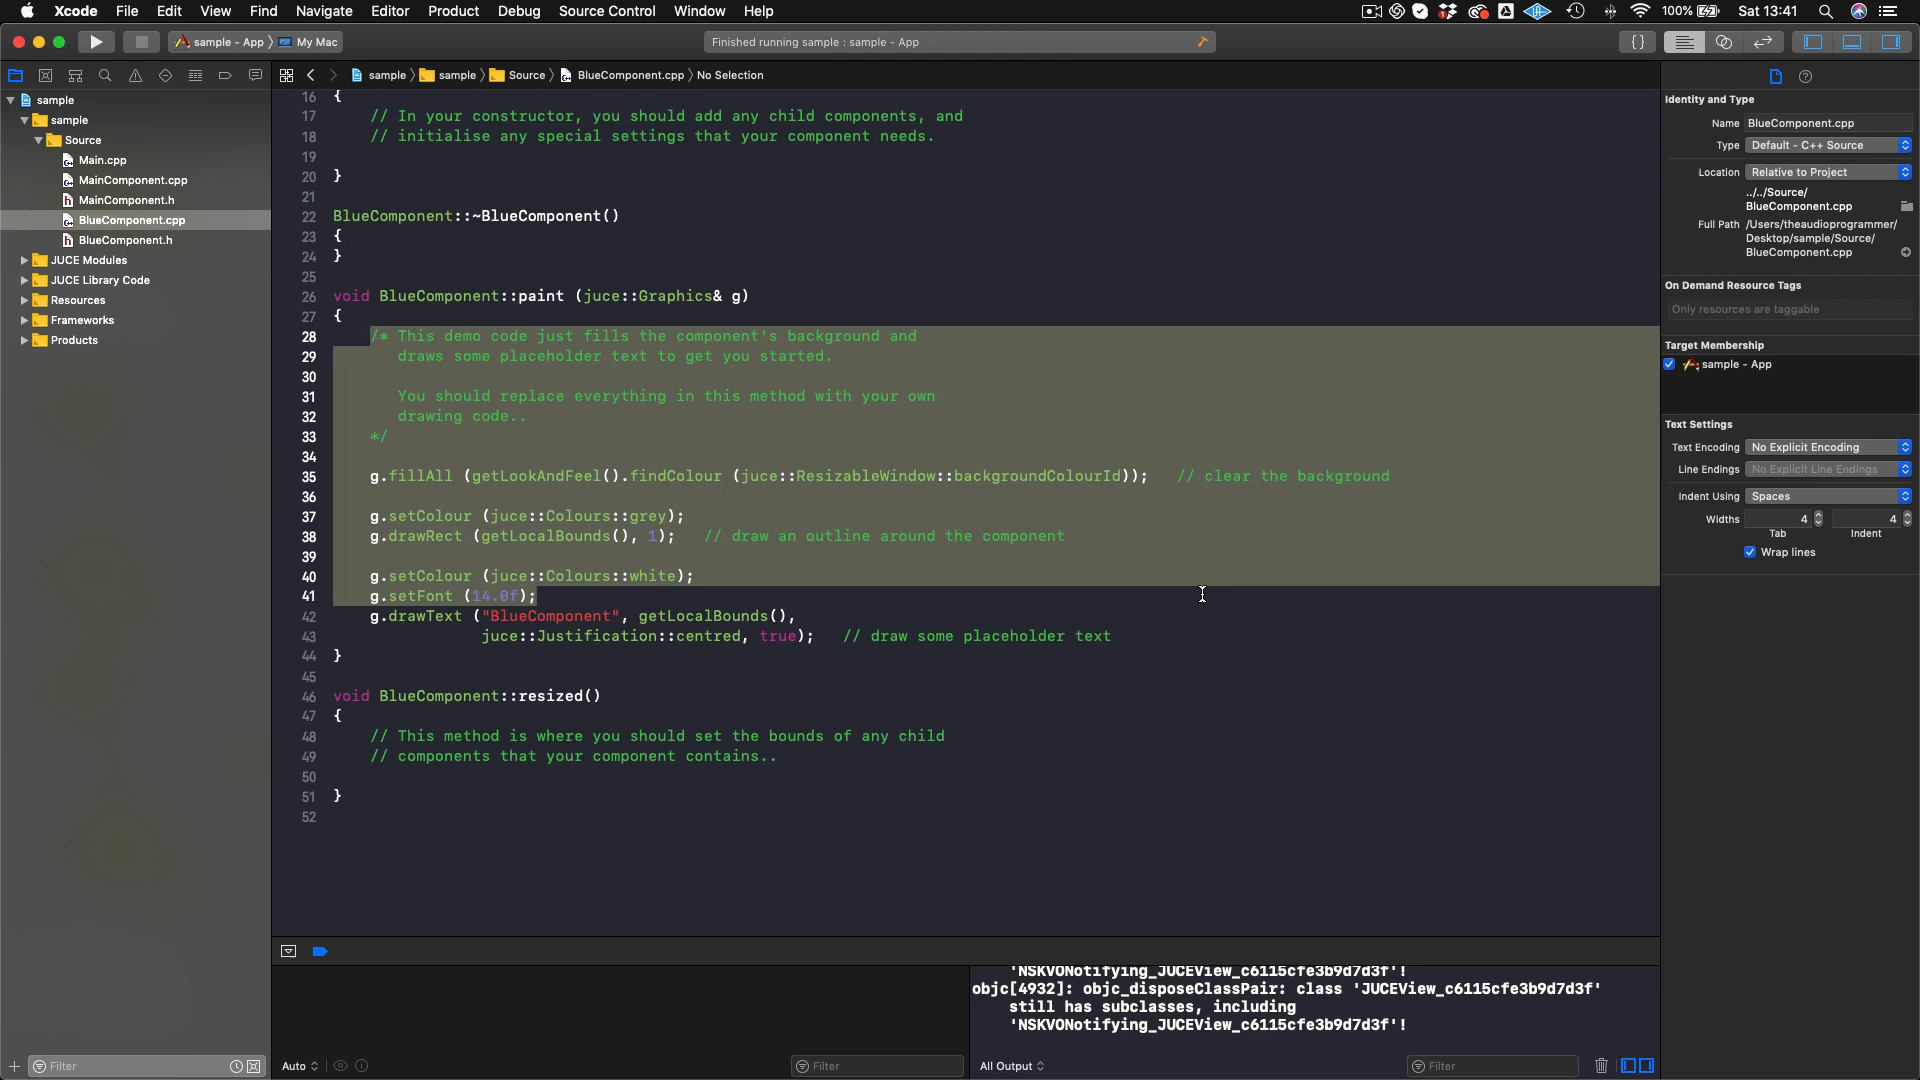 Xcode File Edit View Find Navigate Editor Product Debug Source Control Window Help 100% Sat 13:41
sample - App 〉 My Mac
Finished running sample : sample - App
sample 〉 sample 〉 Source 〉 BlueComponent.cpp 〉 No Selection
sample
sample
Source
Main.cpp
MainComponent.cpp
MainComponent.h
BlueComponent.cpp
BlueComponent.h
JUCE Modules
JUCE Library Code
Resources
Frameworks
Products
Filter
16 {
17 // In your constructor, you should add any child components, and
18 // initialise any special settings that your component needs.
19
20 }
21
22 BlueComponent::~BlueComponent()
23 {
24 }
25
26 void BlueComponent::paint (juce::Graphics& g)
27 {
28 /* This demo code just fills the component's background and
29 draws some placeholder text to get you started.
30
31 You should replace everything in this method with your own
32 drawing code..
33 */
34
35 g.fillAll (getLookAndFeel().findColour (juce::ResizableWindow::backgroundColourId)); // clear the background
36
37 g.setColour (juce::Colours::grey);
38 g.drawRect (getLocalBounds(), 1); // draw an outline around the component
39
40 g.setColour (juce::Colours::white);
41 g.setFont (14.0f);
42 g.drawText ("BlueComponent", getLocalBounds(),
43 juce::Justification::centred, true); // draw some placeholder text
44 }
45
46 void BlueComponent::resized()
47 {
48 // This method is where you should set the bounds of any child
49 // components that your component contains..
50
51 }
52
Auto
Filter
'NSKVONotifying_JUCEView_c6115cfe3b9d7d3f'!
objc[4932]: objc_disposeClassPair: class 'JUCEView_c6115cfe3b9d7d3f'
still has subclasses, including
'NSKVONotifying_JUCEView_c6115cfe3b9d7d3f'!
All Output
Filter
Identity and Type
Name BlueComponent.cpp
Type Default - C++ Source
Location Relative to Project
../../Source/
BlueComponent.cpp
Full Path /Users/theaudioprogrammer/
Desktop/sample/Source/
BlueComponent.cpp
On Demand Resource Tags
Only resources are taggable
Target Membership
sample - App
Text Settings
Text Encoding No Explicit Encoding
Line Endings No Explicit Line Endings
Indent Using Spaces
Widths 4 4
Tab Indent
Wrap lines